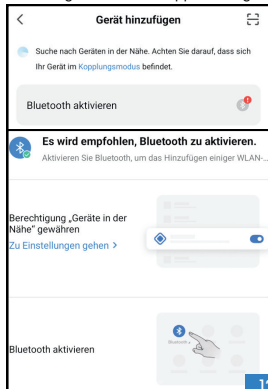 Gerät hinzufügen
Suche nach Geräten in der Nähe. Achten Sie darauf, dass sich
Ihr Gerät im Kopplungsmodus befindet.
Bluetooth aktivieren
Es wird empfohlen, Bluetooth zu aktivieren.
Aktivieren Sie Bluetooth, um das Hinzufügen einiger WLAN-...
Berechtigung „Geräte in der
Nähe“ gewähren
Zu Einstellungen gehen >
Bluetooth
Bluetooth aktivieren